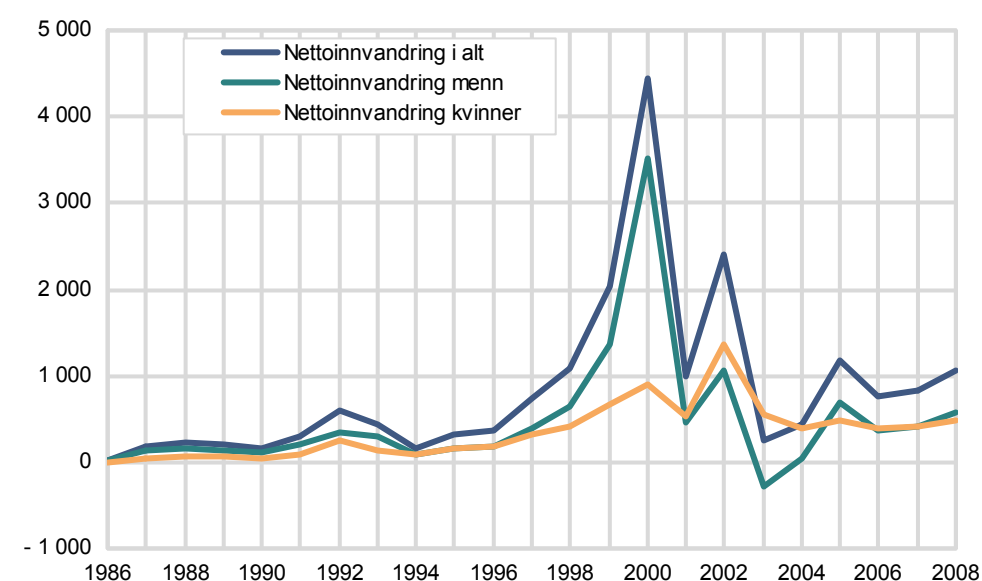 5 000
Nettoinnvandring i alt
Nettoinnvandring menn
Nettoinnvandring kvinner
4 000
3 000
2 000
1 000
0
- 1 000
1986 1988 1990 1992 1994 1996 1998 2000 2002 2004 2006 2008